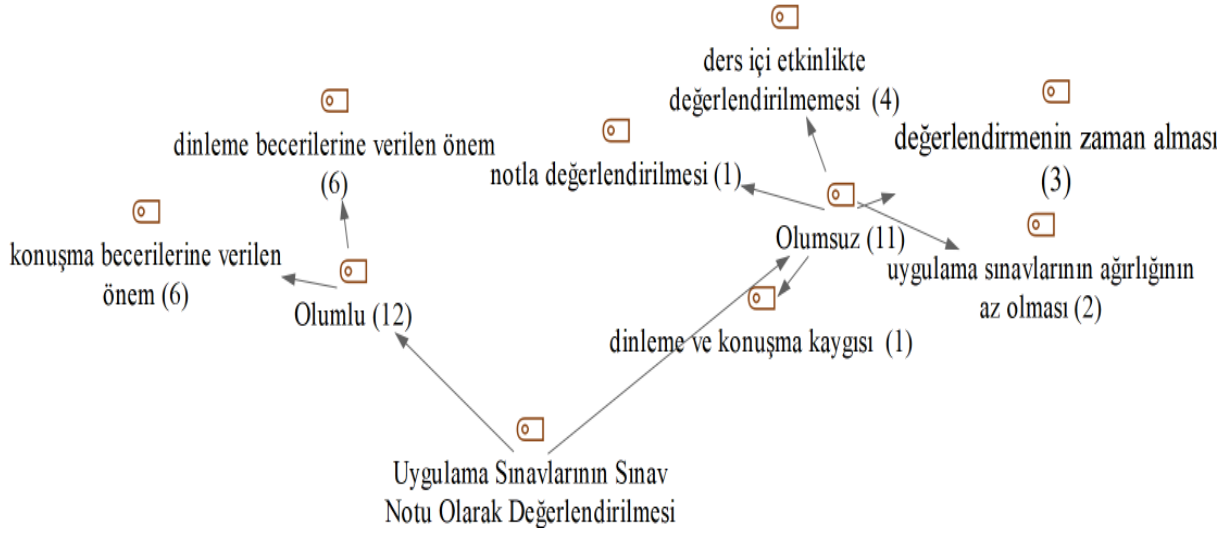 ders içi etkinlikte
değerlendirilmemesi (4)
dinleme becerilerine verilen önem
(6)
notla değerlendirilmesi (1)
değerlendirmenin zaman alması
(3)
konuşma becerilerine verilen
önem (6)
Olumlu (12)
Olumsuz (11)
uygulama sınavlarının ağırlığının
az olması (2)
dinleme ve konuşma kaygısı (1)
Uygulama Sınavlarının Sınav
Notu Olarak Değerlendirilmesi